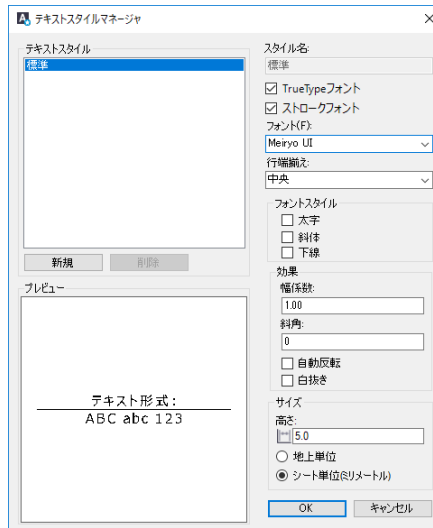 テキストスタイルマネージャ
テキストスタイル
標準
新規
削除
プレビュー
テキスト形式:
ABC abc 123
スタイル名:
標準
TrueTypeフォント
ストロークフォント
フォント(F):
Meiryo UI
行端揃え:
中央
フォントスタイル
太字
斜体
下線
効果
幅係数:
1.00
斜角:
0
自動反転
白抜き
サイズ
高さ:
5.0
地上単位
シート単位(ミリメートル)
OK
キャンセル